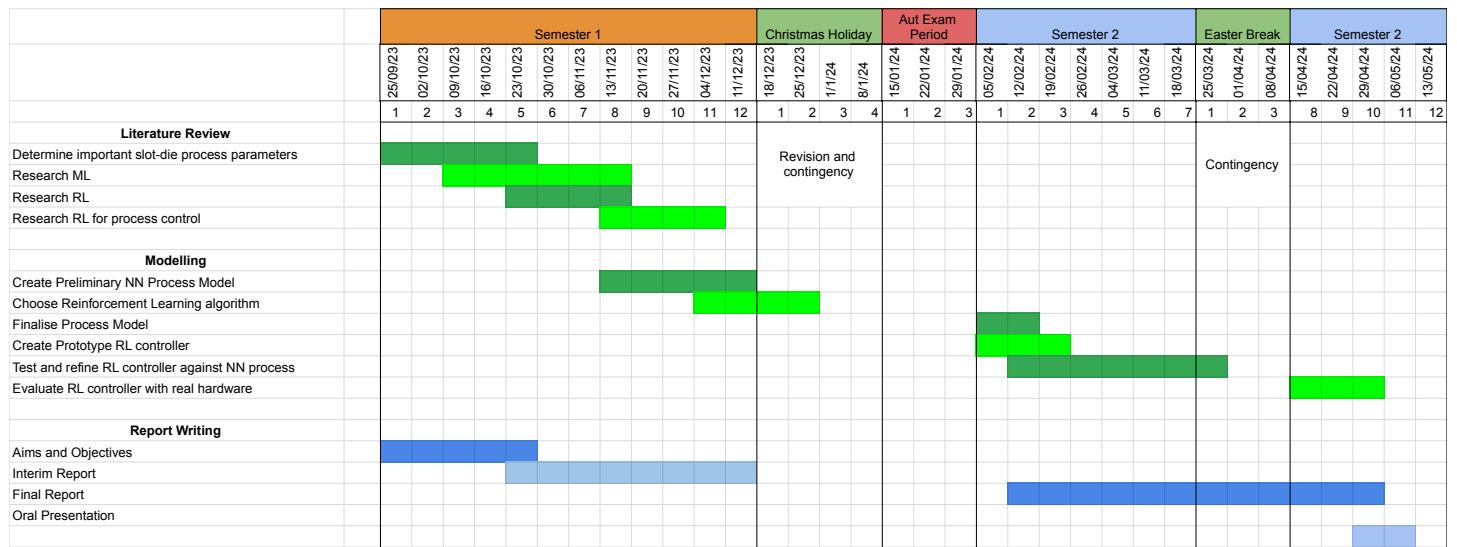 Semester 1 Christmas Holiday Aut Exam Period Semester 2 Easter Break Semester 2
25/09/23 02/10/23 09/10/23 16/10/23 23/10/23 30/10/23 06/11/23 13/11/23 20/11/23 27/11/23 04/12/23 11/12/23 18/12/23 25/12/23 1/1/24 8/1/24 15/01/24 22/01/24 29/01/24 05/02/24 12/02/24 19/02/24 26/02/24 04/03/24 11/03/24 18/03/24 25/03/24 01/04/24 08/04/24 15/04/24 22/04/24 29/04/24 06/05/24 13/05/24
1 2 3 4 5 6 7 8 9 10 11 12 1 2 3 4 1 2 3 1 2 3 4 5 6 7 1 2 3 8 9 10 11 12
Literature Review
Determine important slot-die process parameters
Revision and
contingency
Contingency
Research ML
Research RL
Research RL for process control
Modelling
Create Preliminary NN Process Model
Choose Reinforcement Learning algorithm
Finalise Process Model
Create Prototype RL controller
Test and refine RL controller against NN process
Evaluate RL controller with real hardware
Report Writing
Aims and Objectives
Interim Report
Final Report
Oral Presentation